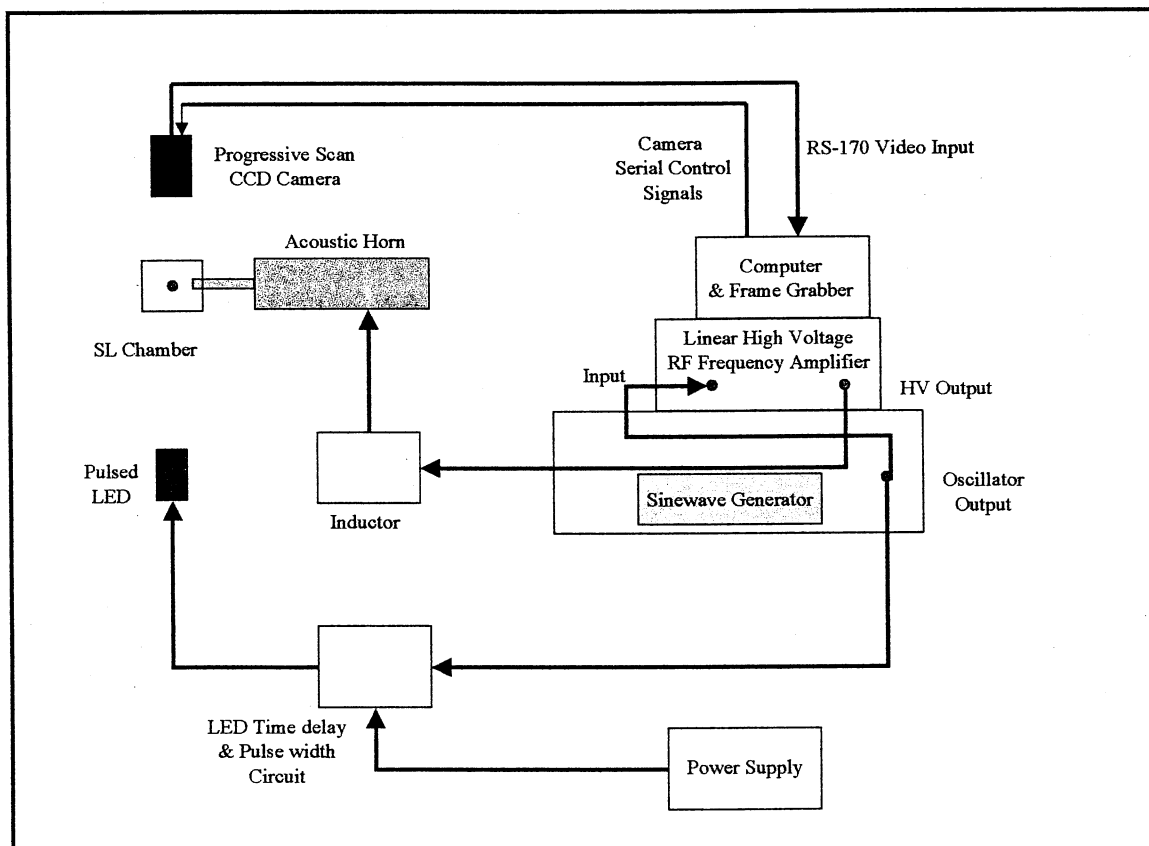 Progressive Scan
CCD Camera
Camera
Serial Control
Signals
RS-170 Video Input
Acoustic Horn
Computer
& Frame Grabber
SL Chamber
Linear High Voltage
RF Frequency Amplifier
Input
HV Output
Pulsed
LED
Inductor
Sinewave Generator
Oscillator
Output
LED Time delay
& Pulse width
Circuit
Power Supply